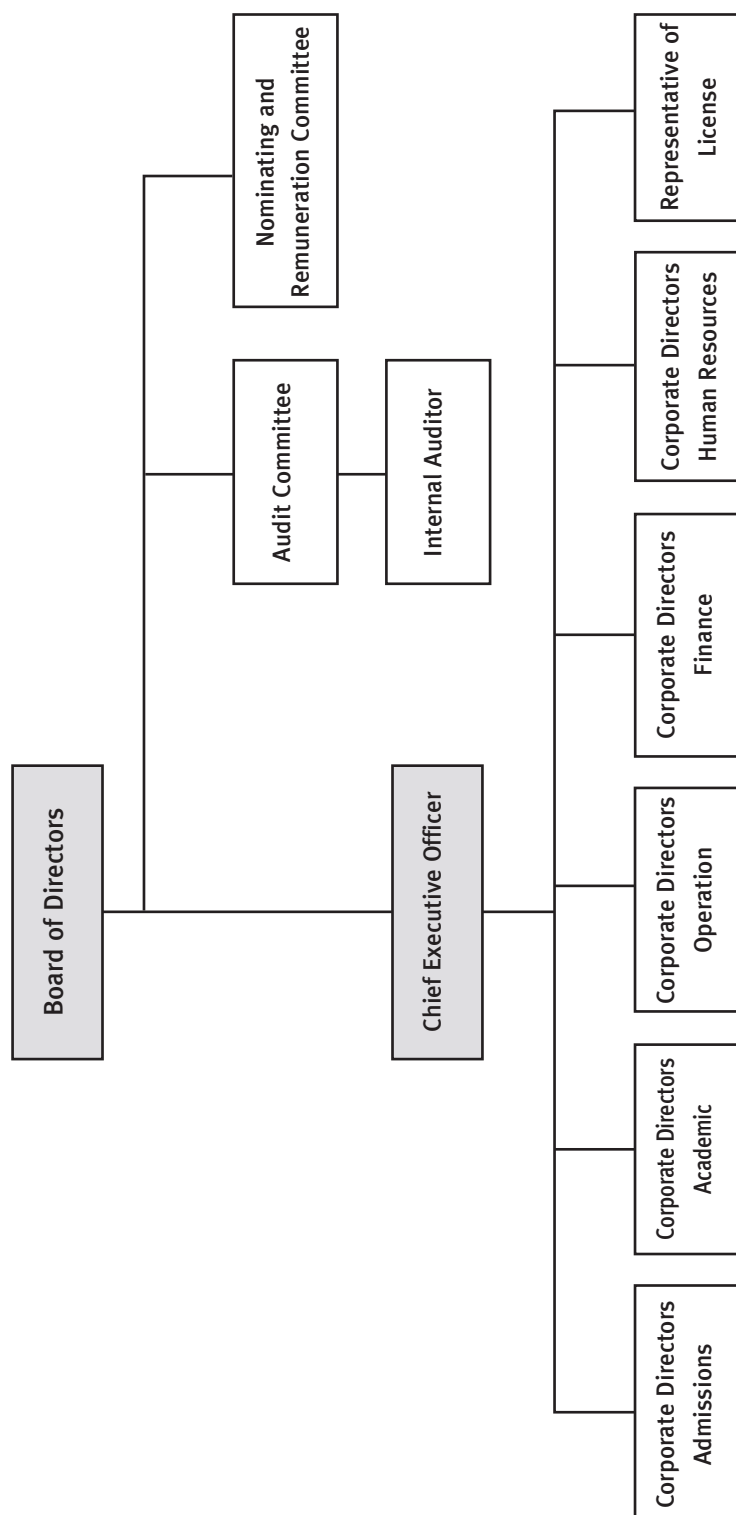 Board of Directors
Nominating and
Remuneration Committee
Audit Committee
Internal Auditor
Chief Executive Officer
Corporate Directors
Admissions
Corporate Directors
Academic
Corporate Directors
Operation
Corporate Directors
Finance
Corporate Directors
Human Resources
Representative of
License